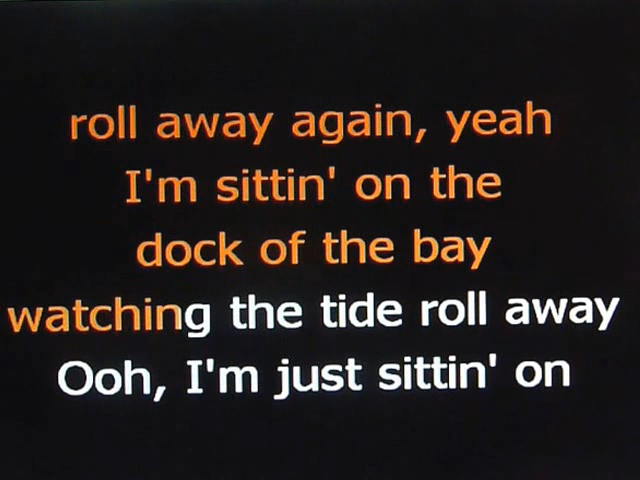 roll away again, yeah
I'm sittin' on the
dock of the bay
watching the tide roll away
Ooh, I'm just sittin' on